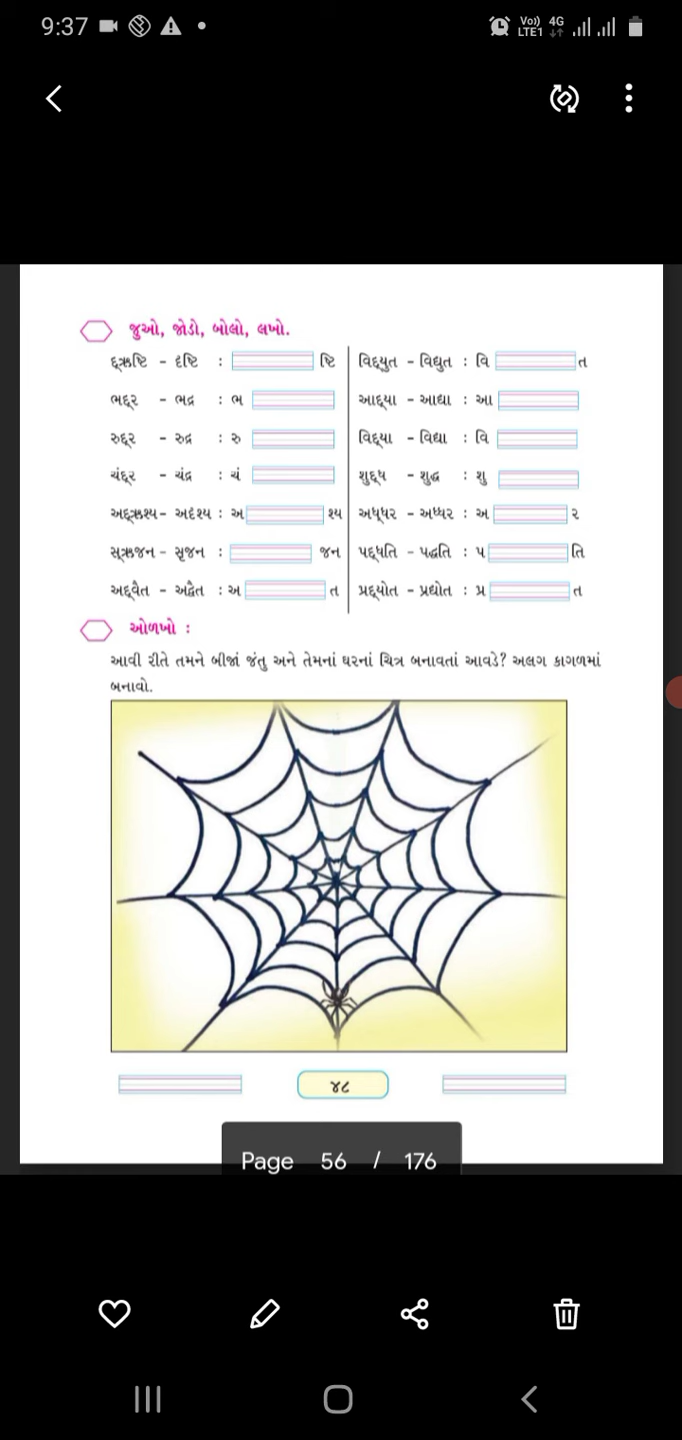 9:37
Vo)) LTE1 4G
જુઓ, જોડો, બોલો, લખો.
દ્ઋષ્ટિ - દૃષ્ટિ : ષ્ટિ
ભદ્ર - ભદ્ર : ભ
રુદ્ર - રુદ્ર : રુ
ચંદ્ર - ચંદ્ર : ચં
અદ્ઋશ્ય - અદૃશ્ય : અ શ્ય
સ્ઋજન - સૃજન : જન
અદ્વૈત - અદ્વૈત : અ ત
વિદ્યુત - વિદ્યુત : વિ ત
આદ્યા - આદ્યા : આ
વિદ્યા - વિદ્યા : વિ
શુદ્ધ - શુદ્ધ : શુ
અધ્ધર - અધ્ધર : અ ર
પદ્ધતિ - પદ્ધતિ : પ તિ
પ્રદ્યોત - પ્રદ્યોત : પ્ર ત
ઓળખો :
આવી રીતે તમને બીજાં જંતુ અને તેમનાં ઘરનાં ચિત્ર બનાવતાં આવડે? અલગ કાગળમાં
બનાવો.
૪૮
Page 56 / 176